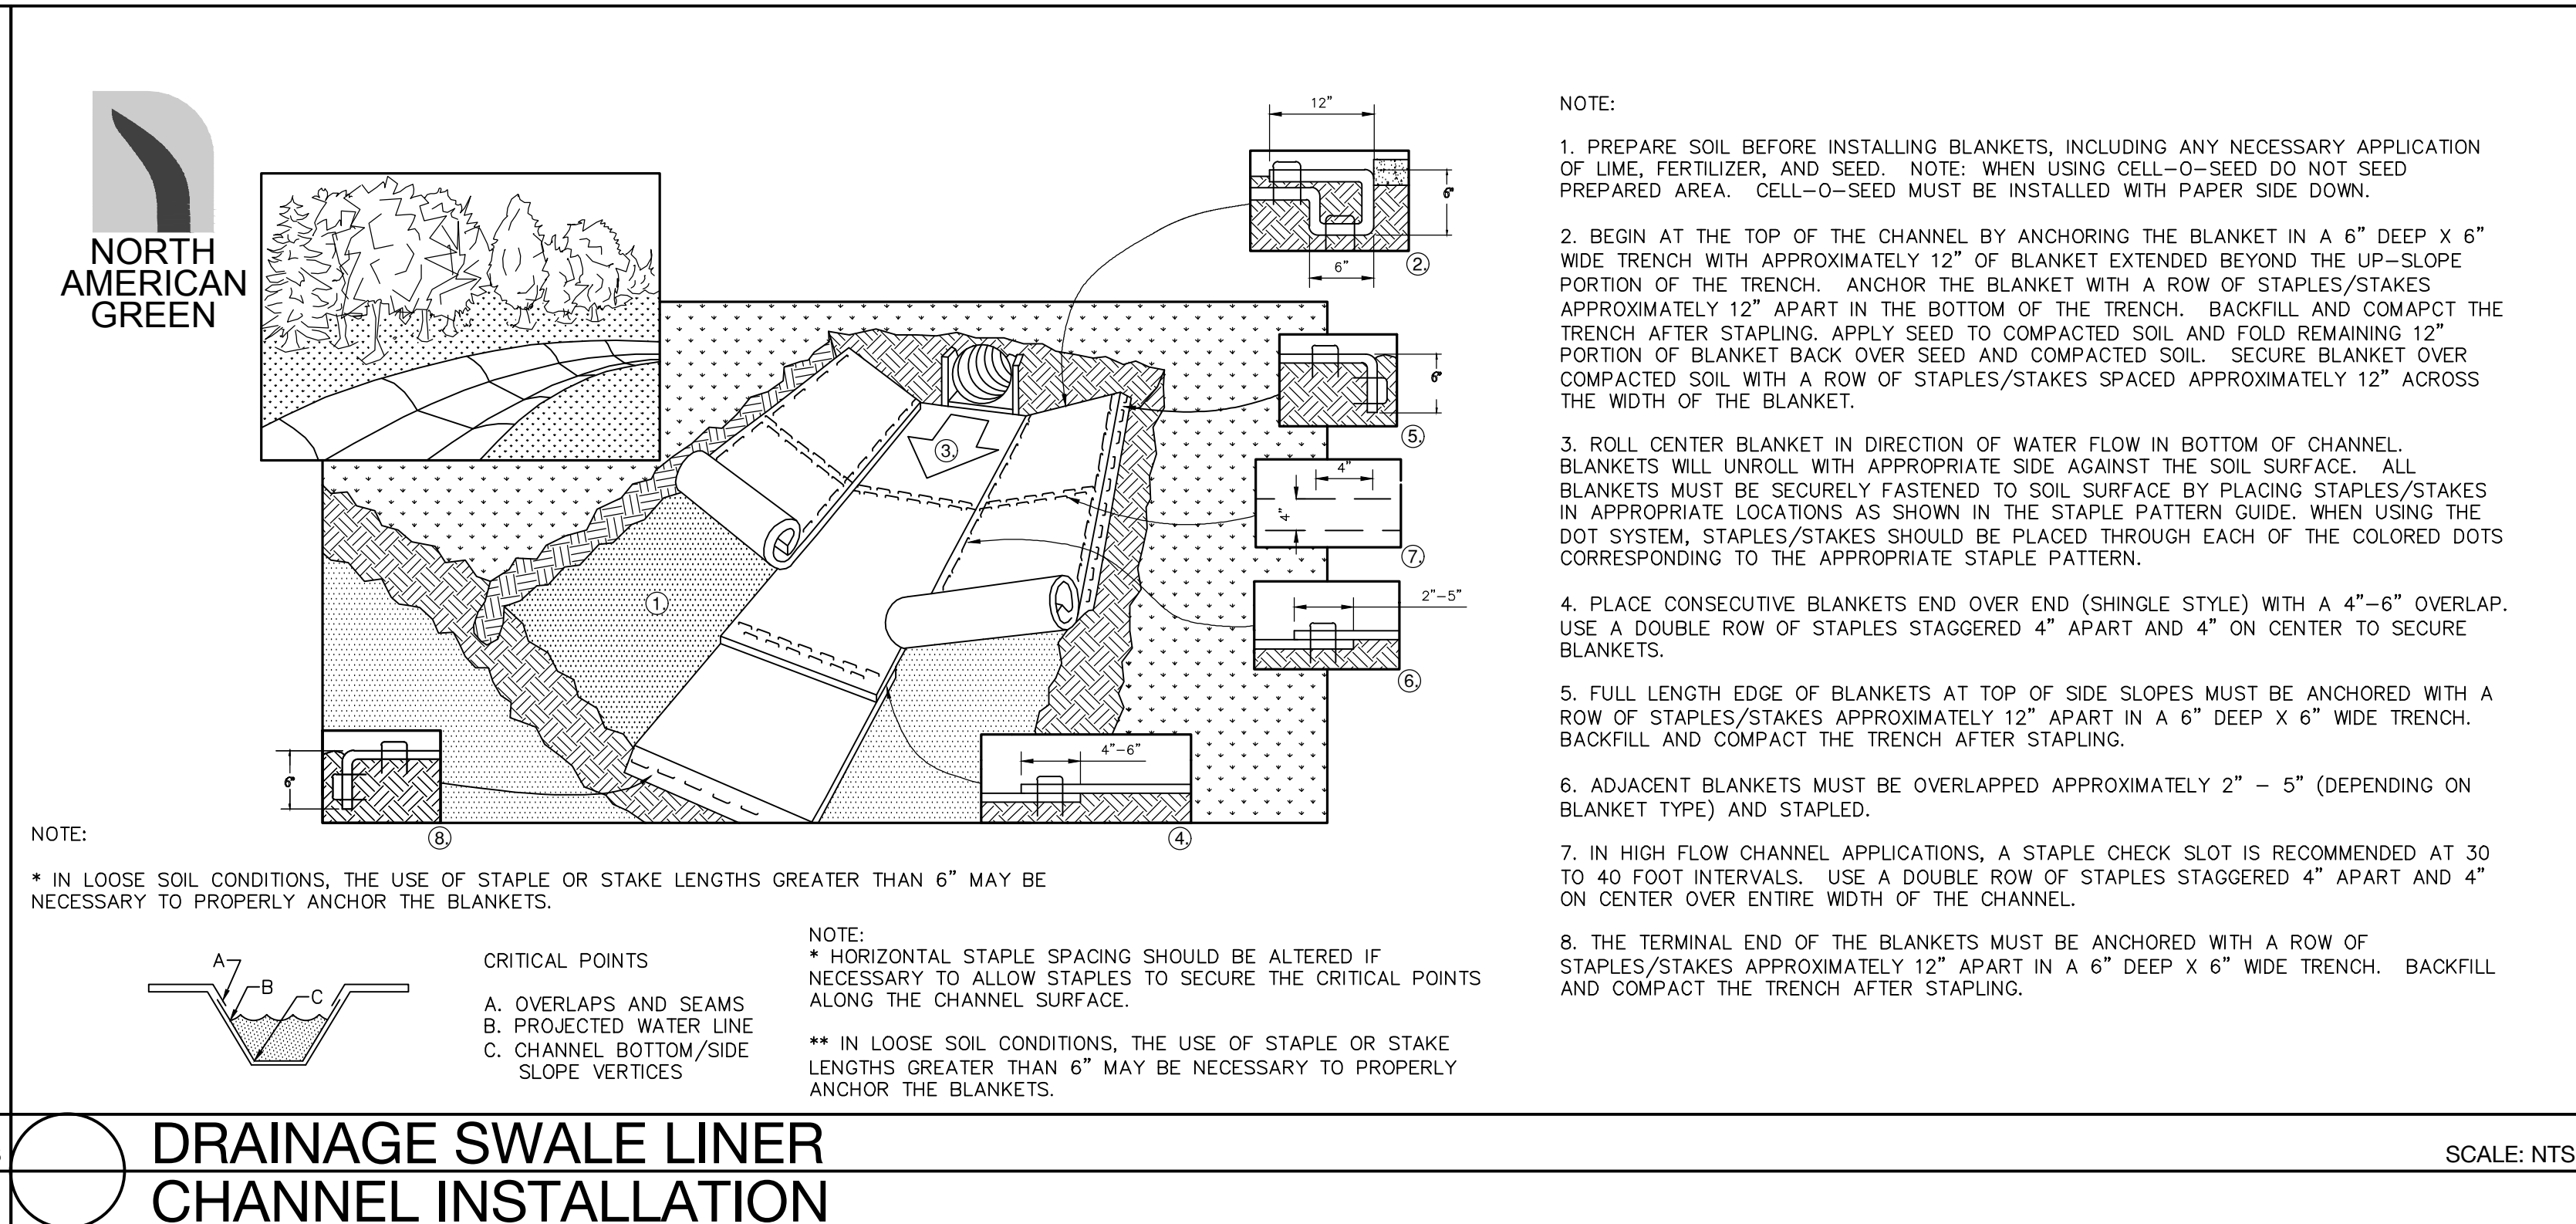 NORTH
AMERICAN
GREEN
12"
6"
6"
2.
6"
5.
3.
4"
4"
7.
1.
2"-5"
6.
4"-6"
6"
8.
4.
NOTE:
* IN LOOSE SOIL CONDITIONS, THE USE OF STAPLE OR STAKE LENGTHS GREATER THAN 6" MAY BE
NECESSARY TO PROPERLY ANCHOR THE BLANKETS.
A
B
C
CRITICAL POINTS
A. OVERLAPS AND SEAMS
B. PROJECTED WATER LINE
C. CHANNEL BOTTOM/SIDE
SLOPE VERTICES
NOTE:
* HORIZONTAL STAPLE SPACING SHOULD BE ALTERED IF
NECESSARY TO ALLOW STAPLES TO SECURE THE CRITICAL POINTS
ALONG THE CHANNEL SURFACE.
** IN LOOSE SOIL CONDITIONS, THE USE OF STAPLE OR STAKE
LENGTHS GREATER THAN 6" MAY BE NECESSARY TO PROPERLY
ANCHOR THE BLANKETS.
NOTE:
1. PREPARE SOIL BEFORE INSTALLING BLANKETS, INCLUDING ANY NECESSARY APPLICATION
OF LIME, FERTILIZER, AND SEED. NOTE: WHEN USING CELL-O-SEED DO NOT SEED
PREPARED AREA. CELL-O-SEED MUST BE INSTALLED WITH PAPER SIDE DOWN.
2. BEGIN AT THE TOP OF THE CHANNEL BY ANCHORING THE BLANKET IN A 6" DEEP X 6"
WIDE TRENCH WITH APPROXIMATELY 12" OF BLANKET EXTENDED BEYOND THE UP-SLOPE
PORTION OF THE TRENCH. ANCHOR THE BLANKET WITH A ROW OF STAPLES/STAKES
APPROXIMATELY 12" APART IN THE BOTTOM OF THE TRENCH. BACKFILL AND COMAPCT THE
TRENCH AFTER STAPLING. APPLY SEED TO COMPACTED SOIL AND FOLD REMAINING 12"
PORTION OF BLANKET BACK OVER SEED AND COMPACTED SOIL. SECURE BLANKET OVER
COMPACTED SOIL WITH A ROW OF STAPLES/STAKES SPACED APPROXIMATELY 12" ACROSS
THE WIDTH OF THE BLANKET.
3. ROLL CENTER BLANKET IN DIRECTION OF WATER FLOW IN BOTTOM OF CHANNEL.
BLANKETS WILL UNROLL WITH APPROPRIATE SIDE AGAINST THE SOIL SURFACE. ALL
BLANKETS MUST BE SECURELY FASTENED TO SOIL SURFACE BY PLACING STAPLES/STAKES
IN APPROPRIATE LOCATIONS AS SHOWN IN THE STAPLE PATTERN GUIDE. WHEN USING THE
DOT SYSTEM, STAPLES/STAKES SHOULD BE PLACED THROUGH EACH OF THE COLORED DOTS
CORRESPONDING TO THE APPROPRIATE STAPLE PATTERN.
4. PLACE CONSECUTIVE BLANKETS END OVER END (SHINGLE STYLE) WITH A 4"-6" OVERLAP.
USE A DOUBLE ROW OF STAPLES STAGGERED 4" APART AND 4" ON CENTER TO SECURE
BLANKETS.
5. FULL LENGTH EDGE OF BLANKETS AT TOP OF SIDE SLOPES MUST BE ANCHORED WITH A
ROW OF STAPLES/STAKES APPROXIMATELY 12" APART IN A 6" DEEP X 6" WIDE TRENCH.
BACKFILL AND COMPACT THE TRENCH AFTER STAPLING.
6. ADJACENT BLANKETS MUST BE OVERLAPPED APPROXIMATELY 2" - 5" (DEPENDING ON
BLANKET TYPE) AND STAPLED.
7. IN HIGH FLOW CHANNEL APPLICATIONS, A STAPLE CHECK SLOT IS RECOMMENDED AT 30
TO 40 FOOT INTERVALS. USE A DOUBLE ROW OF STAPLES STAGGERED 4" APART AND 4"
ON CENTER OVER ENTIRE WIDTH OF THE CHANNEL.
8. THE TERMINAL END OF THE BLANKETS MUST BE ANCHORED WITH A ROW OF
STAPLES/STAKES APPROXIMATELY 12" APART IN A 6" DEEP X 6" WIDE TRENCH. BACKFILL
AND COMPACT THE TRENCH AFTER STAPLING.
DRAINAGE SWALE LINER
CHANNEL INSTALLATION
SCALE: NTS